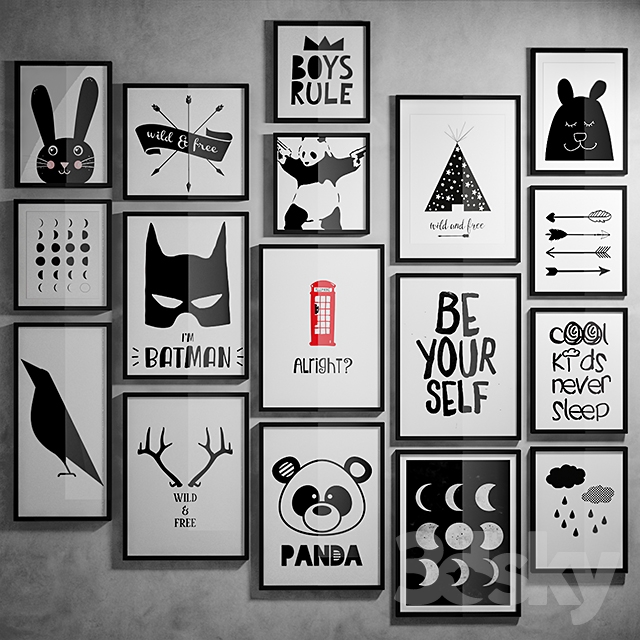 BOYS
RULE
wild & free
wild and free
I'M
BATMAN
Alright?
BE
YOUR
SELF
COOL
kids
never
sleep
WILD
&
FREE
PANDA
3dsky